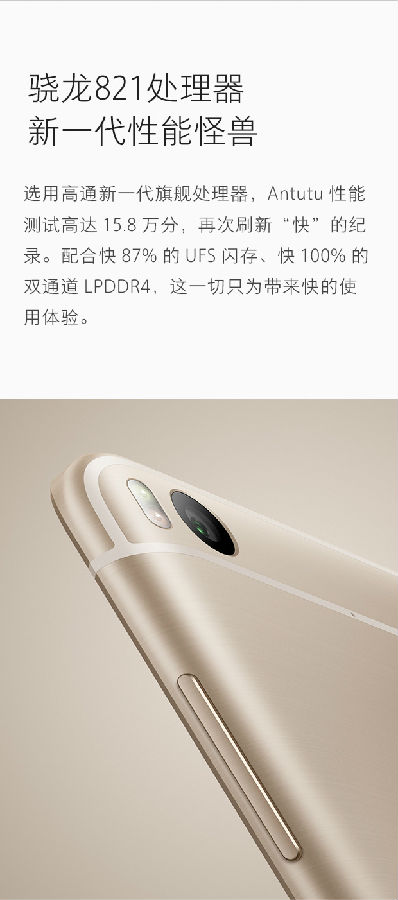 骁龙821处理器
新一代性能怪兽
选用高通新一代旗舰处理器，Antutu 性能
测试高达 15.8 万分，再次刷新“快”的纪
录。配合快 87% 的 UFS 闪存、快 100% 的
双通道 LPDDR4，这一切只为带来快的使
用体验。